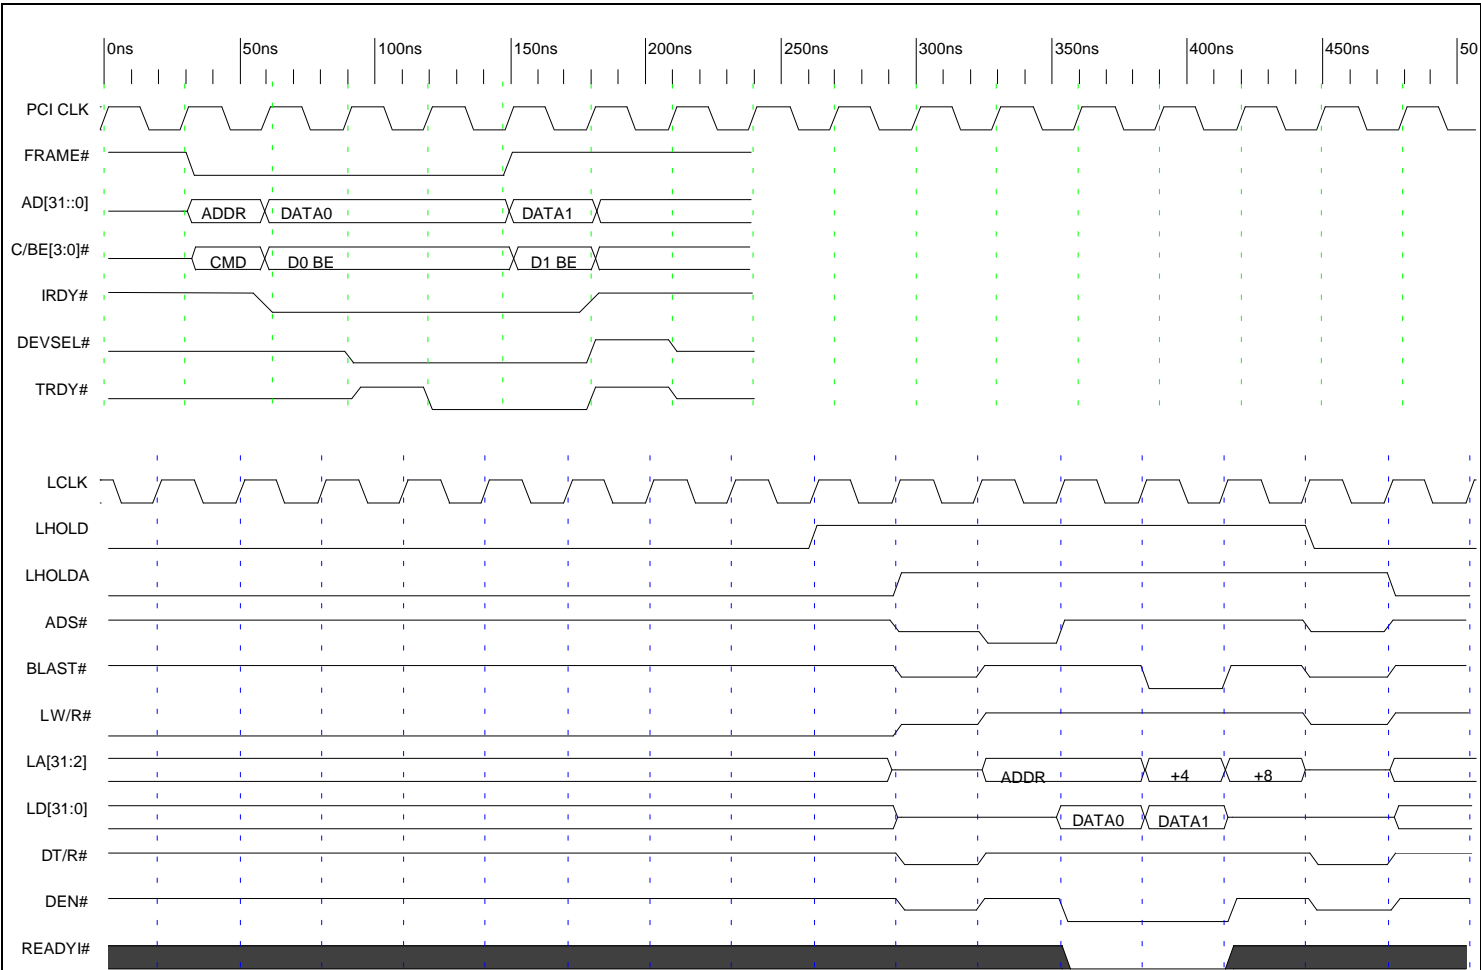 0ns 50ns 100ns 150ns 200ns 250ns 300ns 350ns 400ns 450ns 50
PCI CLK
FRAME#
AD[31::0] ADDR DATA0 DATA1
C/BE[3:0]# CMD D0 BE D1 BE
IRDY#
DEVSEL#
TRDY#
LCLK
LHOLD
LHOLDA
ADS#
BLAST#
LW/R#
LA[31:2] ADDR +4 +8
LD[31:0] DATA0 DATA1
DT/R#
DEN#
READYI#